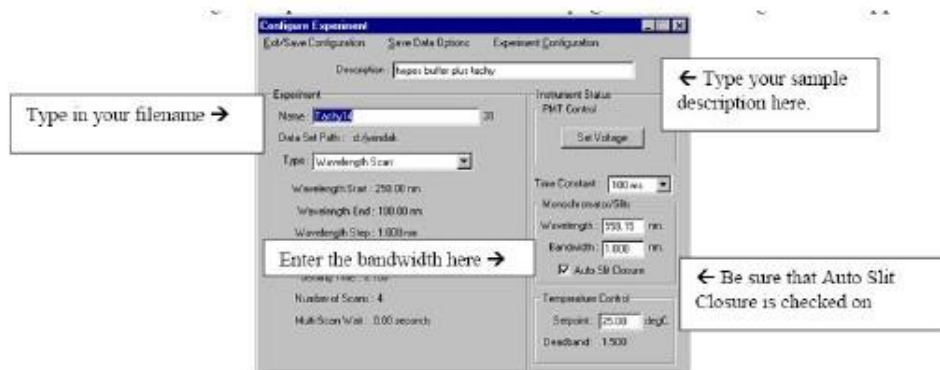 Configure Experiment
Exit/Save Configuration Save Data Options Experiment Configuration
Description: hepes buffer plus tachy
← Type your sample
description here.
Type in your filename →
Experiment
Name: Tachy14
Data Set Path: d:/
Type: Wavelength Scan
Wavelength Start: 250.00 nm
Wavelength End: 180.00 nm
Wavelength Step: 1.000 nm
Number of Scans: 4
Multi-Scan Wait: 0.00 seconds
Instrument Status
PMT Control
Set Voltage
Time Constant: 100 ms
Monochromator/Slits
Wavelength: nm.
Enter the bandwidth here →
Bandwidth: 1.000 nm.
Auto Slit Closure
← Be sure that Auto Slit
Closure is checked on
Temperature Control
Setpoint: 25.00 degC
Deadband: 1.500